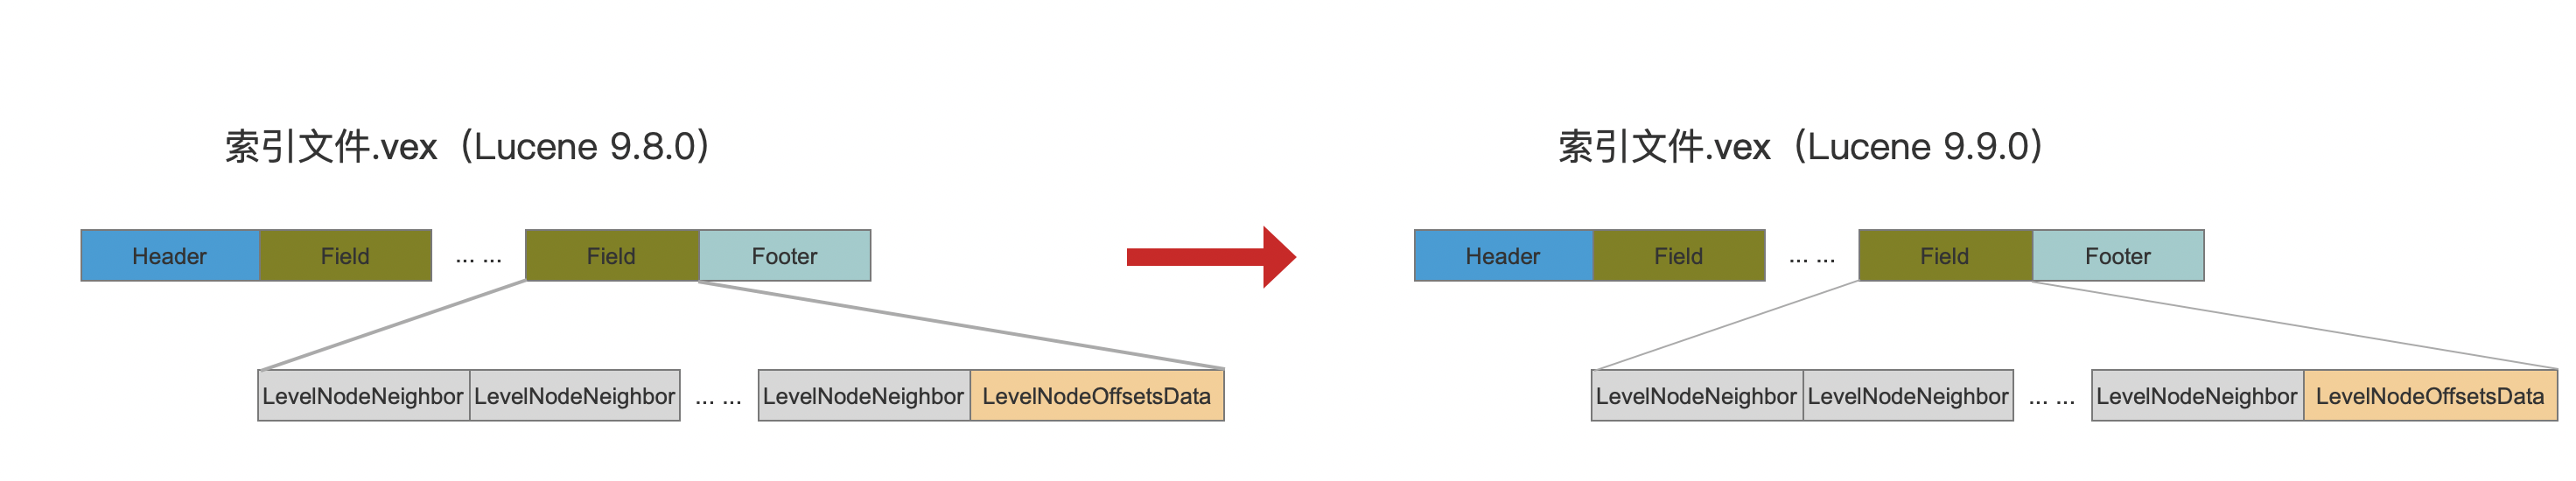 索引文件.vex（Lucene 9.8.0）
Header Field ... ... Field Footer
LevelNodeNeighbor LevelNodeNeighbor ... ... LevelNodeNeighbor LevelNodeOffsetsData
索引文件.vex（Lucene 9.9.0）
Header Field ... ... Field Footer
LevelNodeNeighbor LevelNodeNeighbor ... ... LevelNodeNeighbor LevelNodeOffsetsData